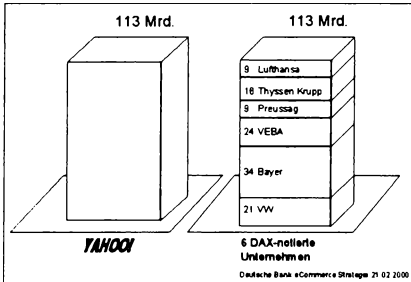 113 Mrd.
113 Mrd.
9 Lufthansa
16 Thyssen Krupp
9 Preussag
24 VEBA
34 Bayer
21 VW
YAHOO!
6 DAX-notierte
Unternehmen
Deutsche Bank eCommerce Strategie 21 02 2000